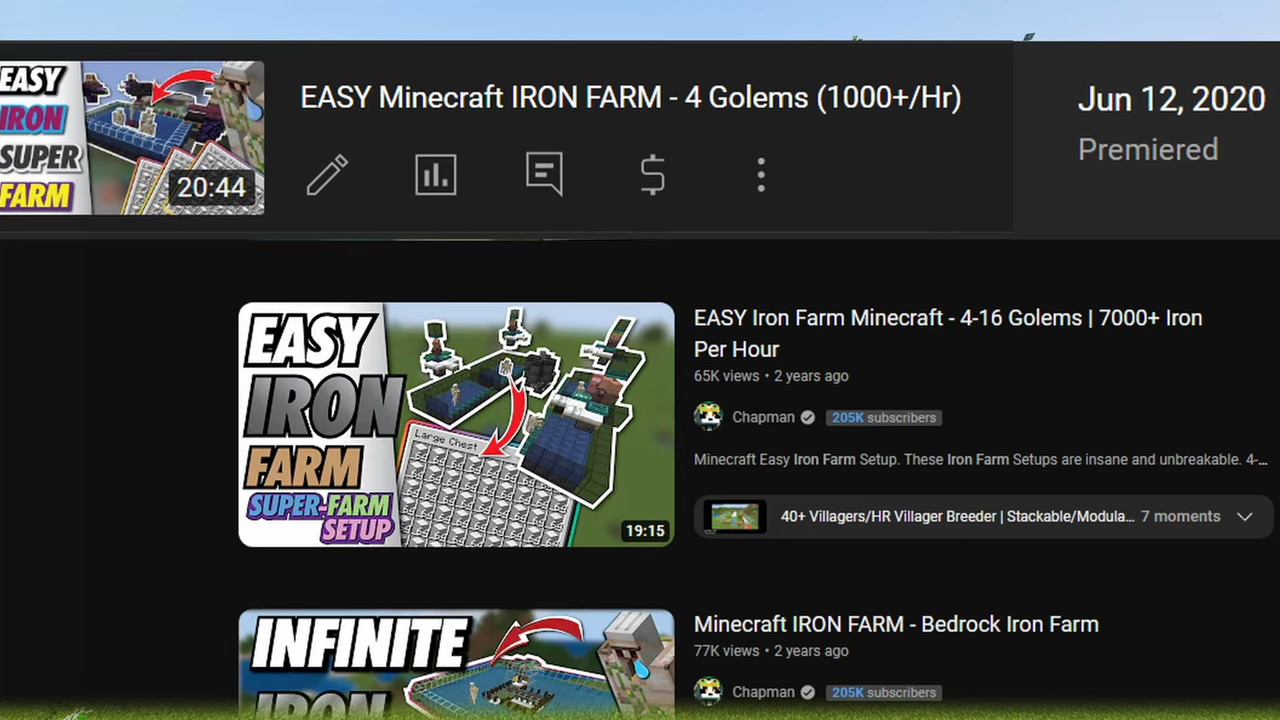 EASY
IRON
SUPER
FARM
20:44
EASY Minecraft IRON FARM - 4 Golems (1000+/Hr)
Jun 12, 2020
Premiered
EASY
IRON
FARM
SUPER-FARM
SETUP
Large Chest
19:15
EASY Iron Farm Minecraft - 4-16 Golems | 7000+ Iron
Per Hour
65K views • 2 years ago
Chapman
205K subscribers
Minecraft Easy Iron Farm Setup. These Iron Farm Setups are insane and unbreakable. 4-...
40+ Villagers/HR Villager Breeder | Stackable/Modula... 7 moments
INFINITE
IRON
Minecraft IRON FARM - Bedrock Iron Farm
77K views • 2 years ago
Chapman
205K subscribers